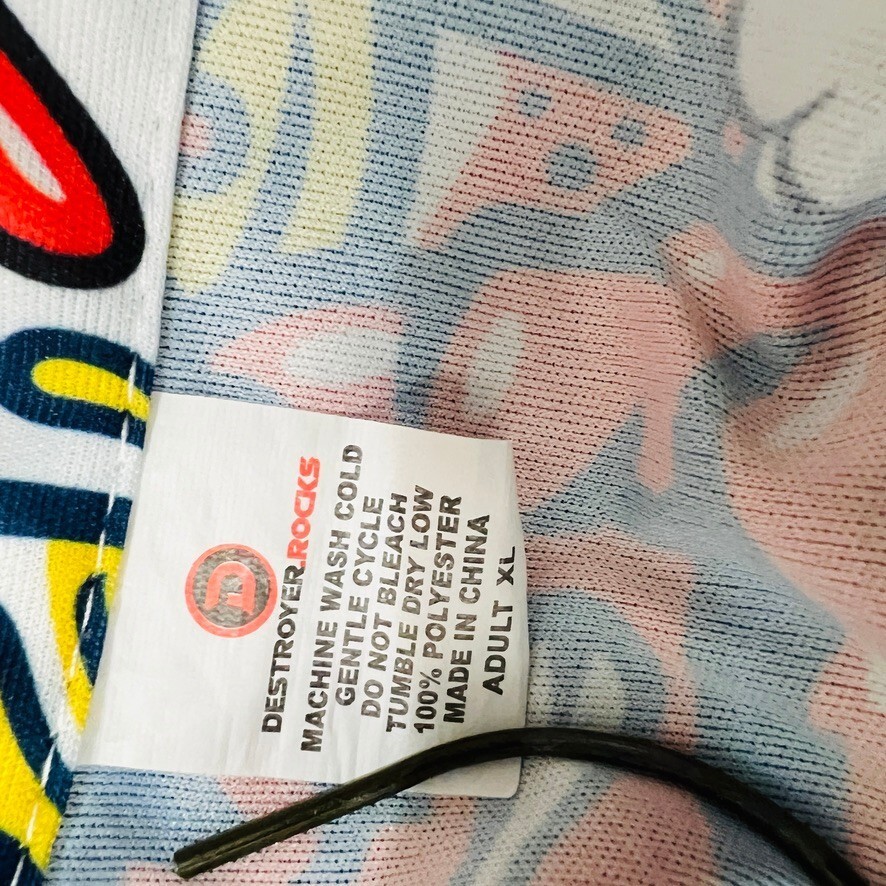 D
DESTROYER.ROCKS
MACHINE WASH COLD
GENTLE CYCLE
DO NOT BLEACH
TUMBLE DRY LOW
100% POLYESTER
MADE IN CHINA
ADULT XL